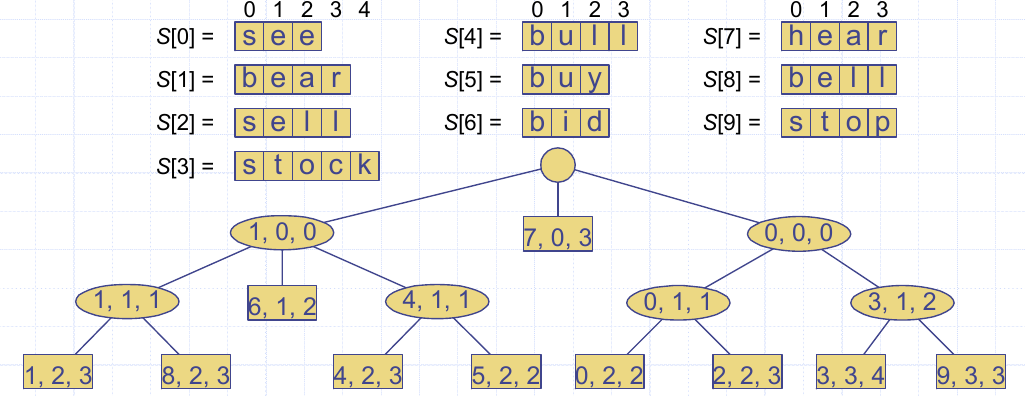 0 1 2 3 4
0 1 2 3
0 1 2 3
S[0] = s e e
S[4] = b u l l
S[7] = h e a r
S[1] = b e a r
S[5] = b u y
S[8] = b e l l
S[2] = s e l l
S[6] = b i d
S[9] = s t o p
S[3] = s t o c k
1, 0, 0
7, 0, 3
0, 0, 0
1, 1, 1
6, 1, 2
4, 1, 1
0, 1, 1
3, 1, 2
1, 2, 3
8, 2, 3
4, 2, 3
5, 2, 2
0, 2, 2
2, 2, 3
3, 3, 4
9, 3, 3